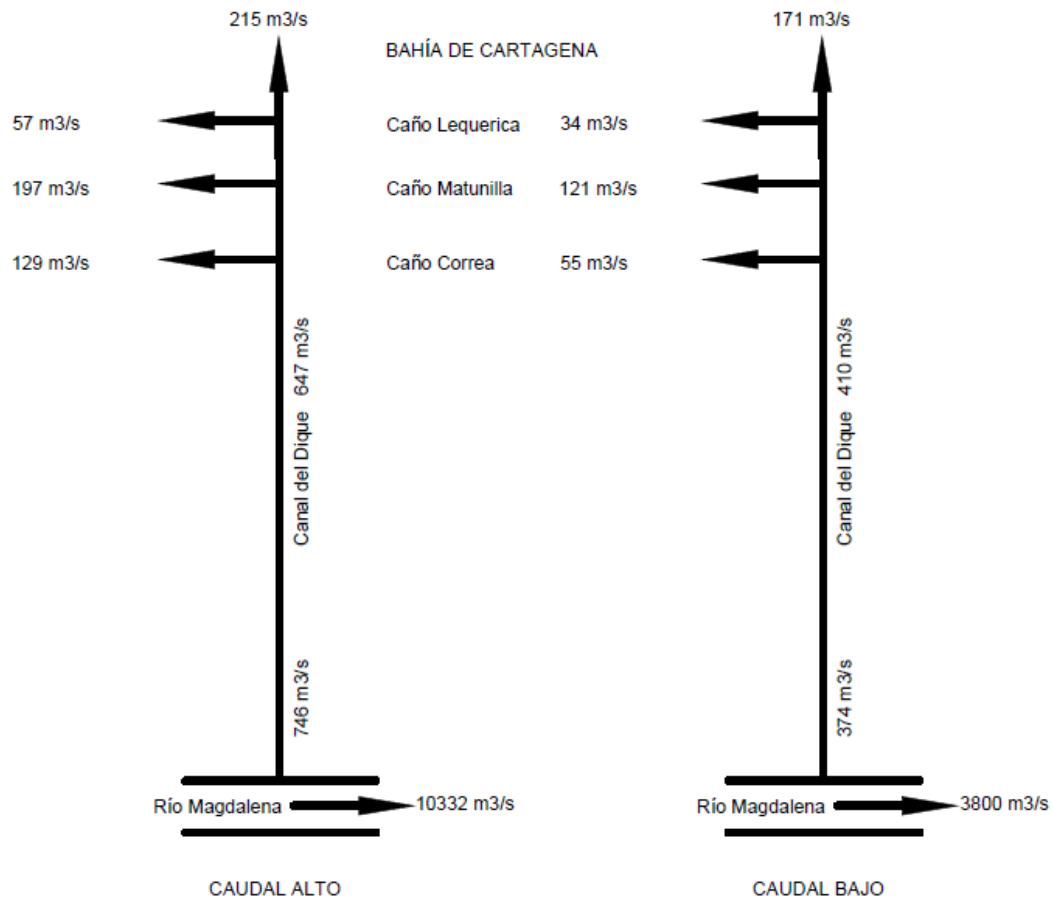 215 m3/s
171 m3/s
BAHÍA DE CARTAGENA
57 m3/s
Caño Lequerica
34 m3/s
197 m3/s
Caño Matunilla
121 m3/s
129 m3/s
Caño Correa
55 m3/s
Canal del Dique 647 m3/s
Canal del Dique 410 m3/s
746 m3/s
374 m3/s
Río Magdalena
10332 m3/s
Río Magdalena
3800 m3/s
CAUDAL ALTO
CAUDAL BAJO